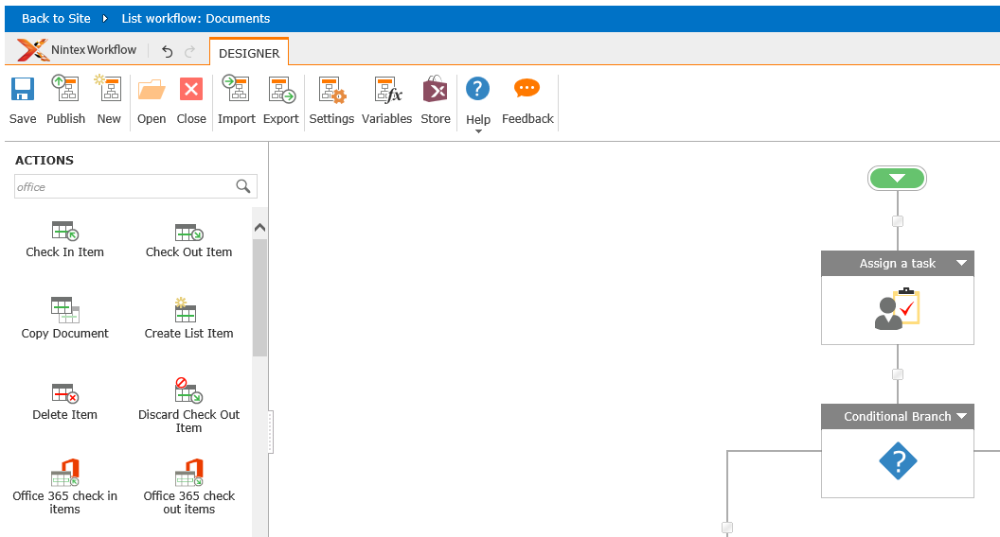 Back to Site List workflow: Documents
Nintex Workflow DESIGNER
Save Publish New Open Close Import Export Settings Variables Store Help Feedback
ACTIONS
office
Check In Item Check Out Item
Copy Document Create List Item
Delete Item Discard Check Out
Item
Office 365 check in Office 365 check
items out items
Assign a task
Conditional Branch